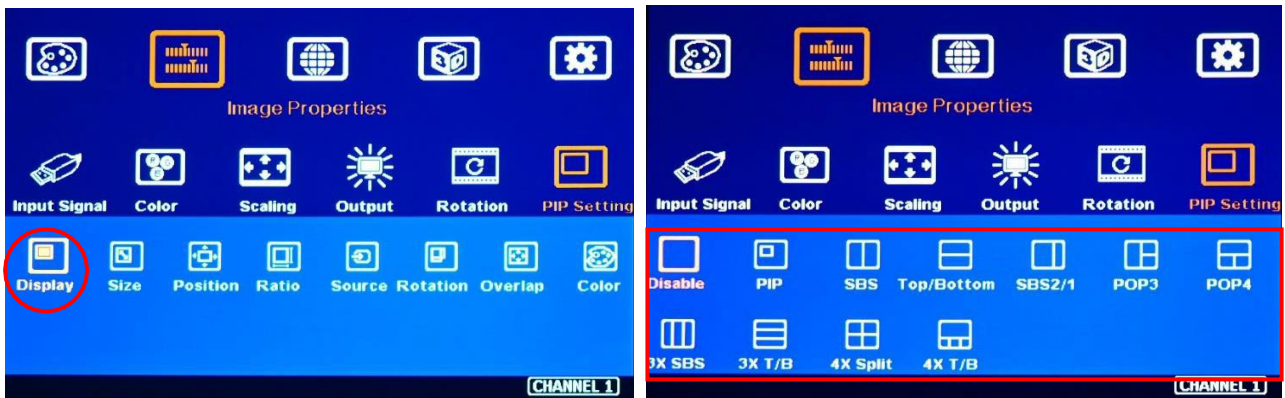 Image Properties
Input Signal Color Scaling Output Rotation PIP Setting
Display Size Position Ratio Source Rotation Overlap Color
CHANNEL 1
Image Properties
Input Signal Color Scaling Output Rotation PIP Setting
Disable PIP SBS Top/Bottom SBS2/1 POP3 POP4
3X SBS 3X T/B 4X Split 4X T/B
CHANNEL 1